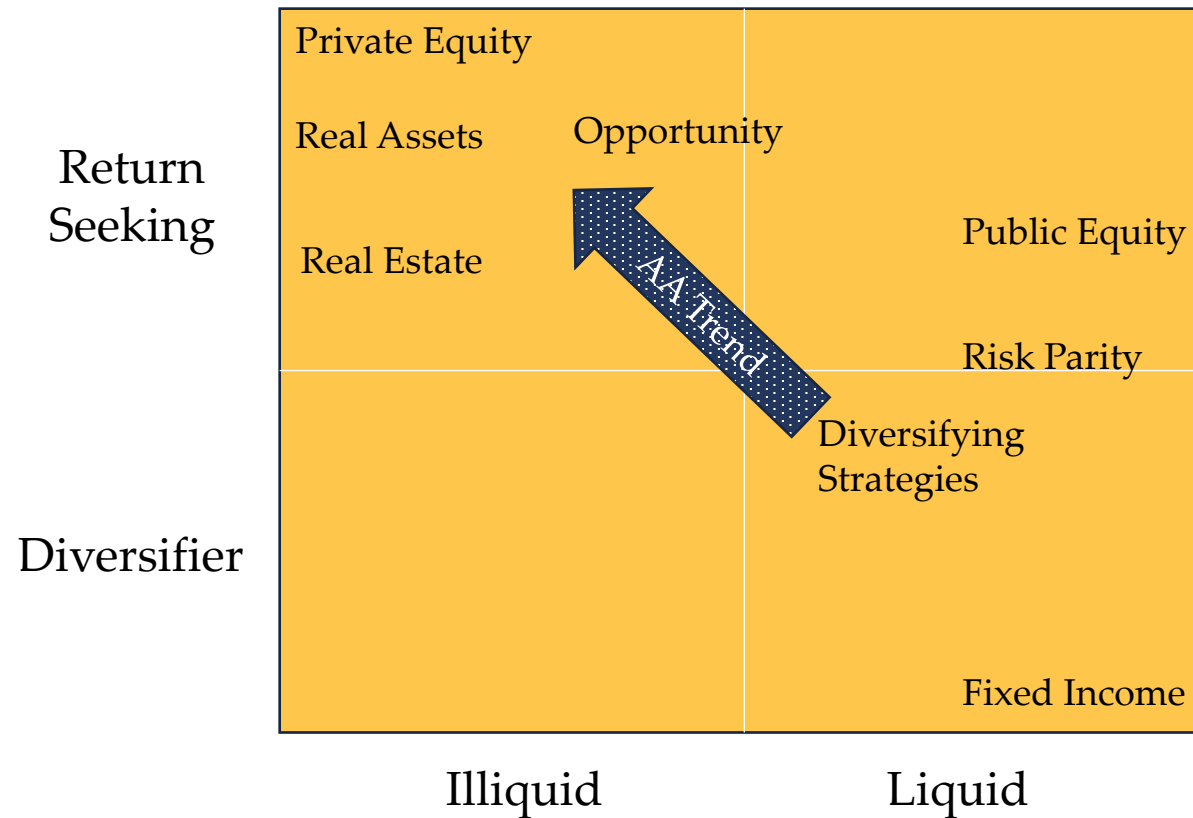 Private Equity
Return
Seeking
Real Assets
Opportunity
Real Estate
Public Equity
AA Trend
Risk Parity
Diversifying
Strategies
Diversifier
Fixed Income
Illiquid
Liquid